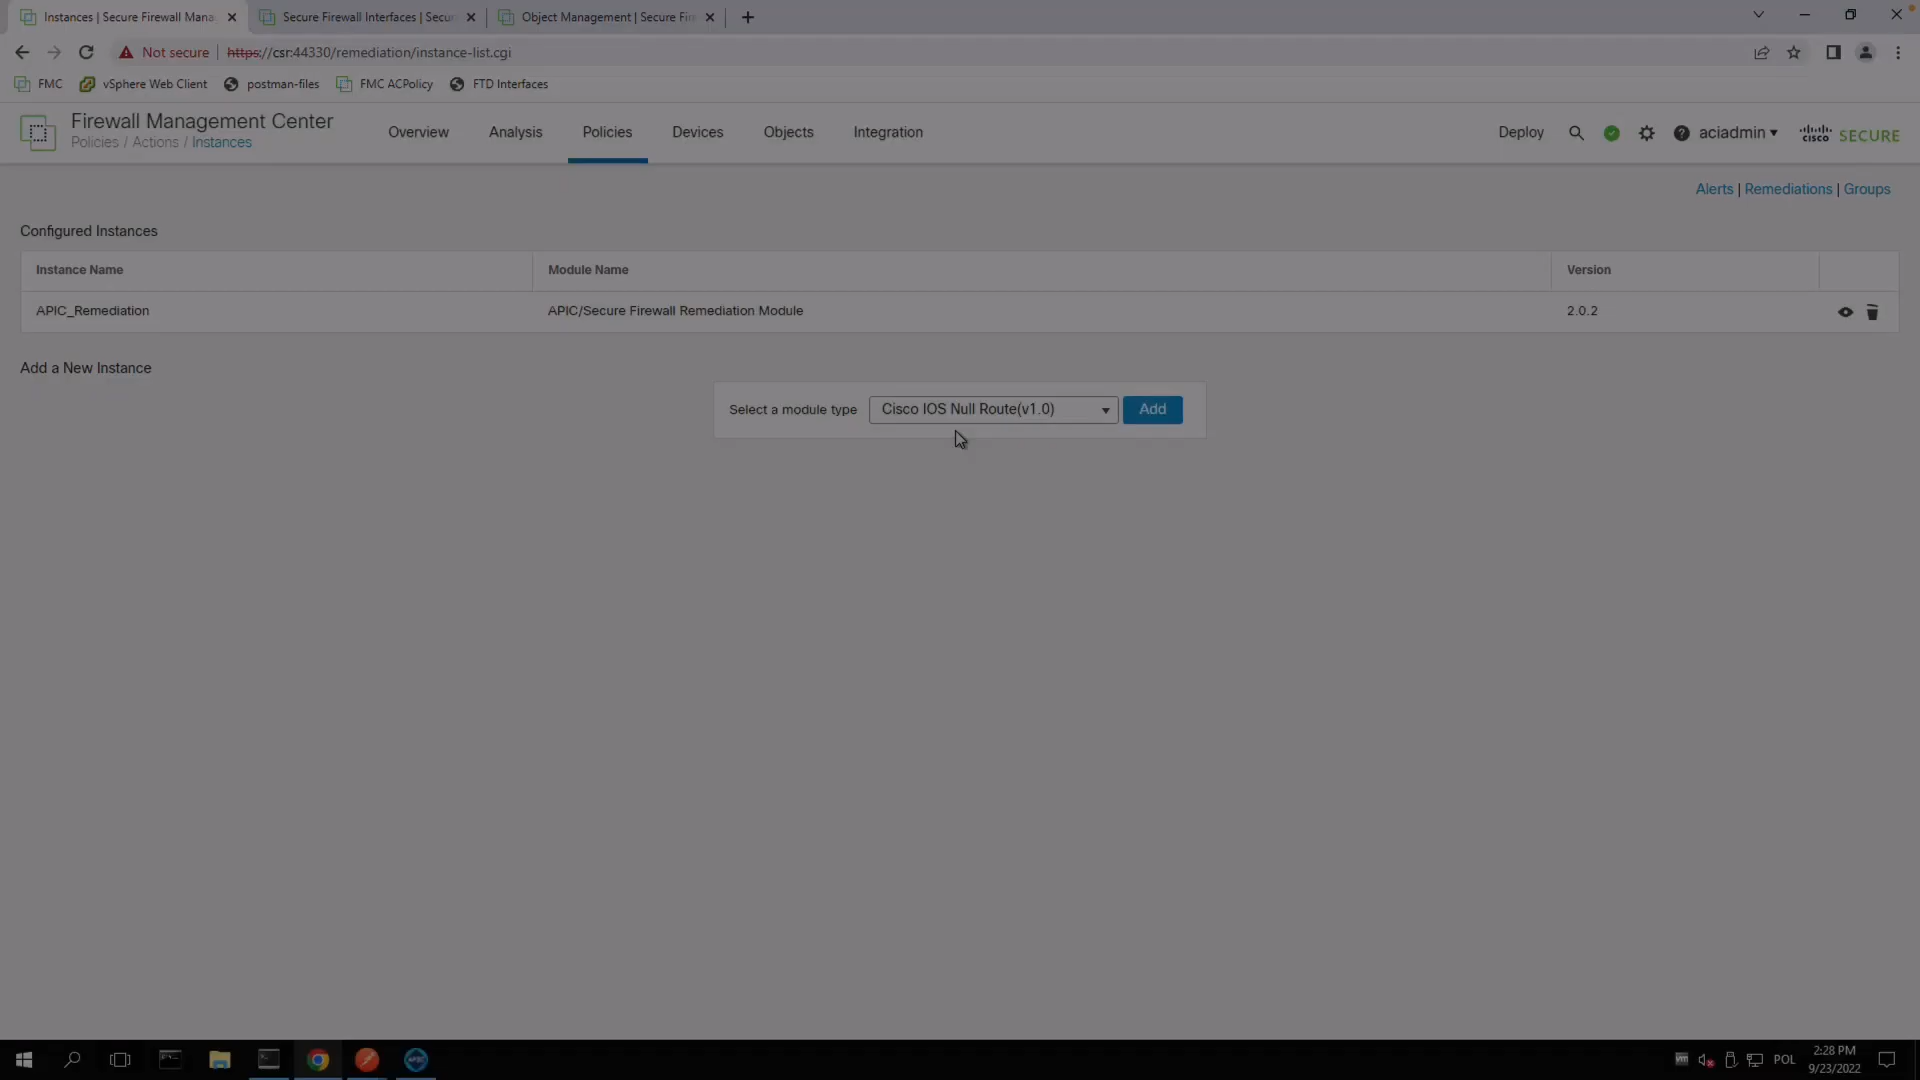 Instances | Secure Firewall Mana
Secure Firewall Interfaces | Secur
Object Management | Secure Fir
Not secure
https://csr:44330/remediation/instance-list.cgi
FMC
vSphere Web Client
postman-files
FMC ACPolicy
FTD Interfaces
Firewall Management Center
Policies / Actions / Instances
Overview
Analysis
Policies
Devices
Objects
Integration
Deploy
aciadmin
cisco SECURE
Alerts | Remediations | Groups
Configured Instances
Instance Name
Module Name
Version
APIC_Remediation
APIC/Secure Firewall Remediation Module
2.0.2
Add a New Instance
Select a module type
Cisco IOS Null Route(v1.0)
Add
POL
2:28 PM
9/23/2022